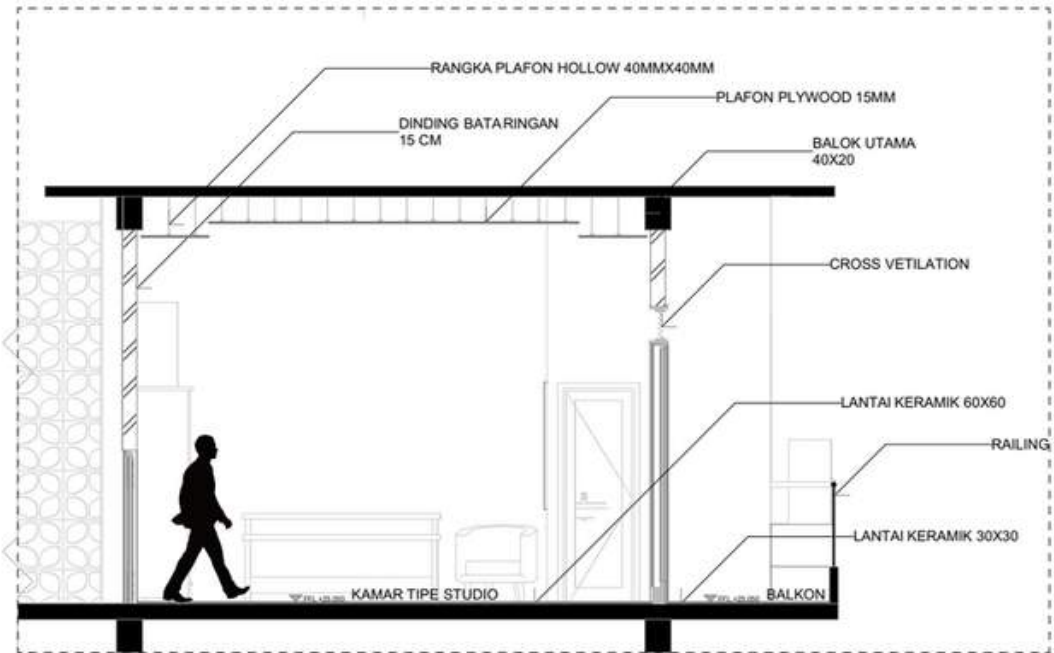 RANGKA PLAFON HOLLOW 40MMX40MM
PLAFON PLYWOOD 15MM
DINDING BATARINGAN
15 CM
BALOK UTAMA
40X20
CROSS VETILATION
LANTAI KERAMIK 60X60
RAILING
LANTAI KERAMIK 30X30
KAMAR TIPE STUDIO
BALKON